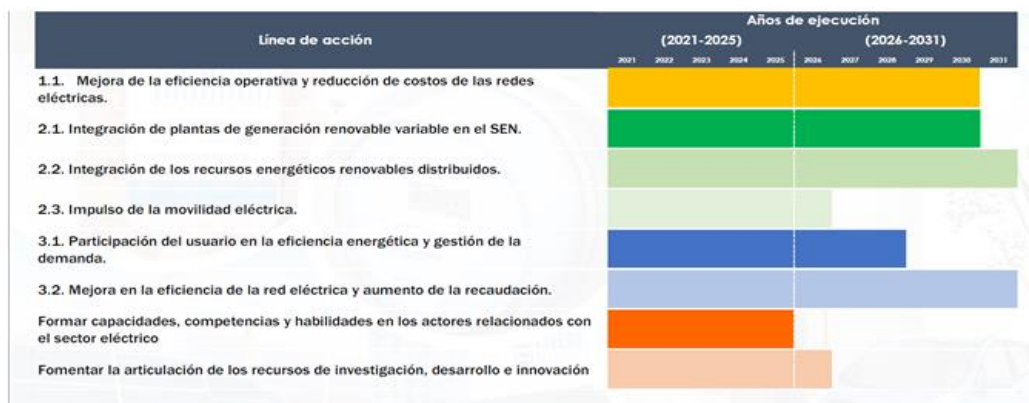 Línea de acción
Años de ejecución
(2021-2025) (2026-2031)
2021 2022 2023 2024 2025 2026 2027 2028 2029 2030 2031
1.1. Mejora de la eficiencia operativa y reducción de costos de las redes
eléctricas.
2.1. Integración de plantas de generación renovable variable en el SEN.
2.2. Integración de los recursos energéticos renovables distribuidos.
2.3. Impulso de la movilidad eléctrica.
3.1. Participación del usuario en la eficiencia energética y gestión de la
demanda.
3.2. Mejora en la eficiencia de la red eléctrica y aumento de la recaudación.
Formar capacidades, competencias y habilidades en los actores relacionados con
el sector eléctrico
Fomentar la articulación de los recursos de investigación, desarrollo e innovación